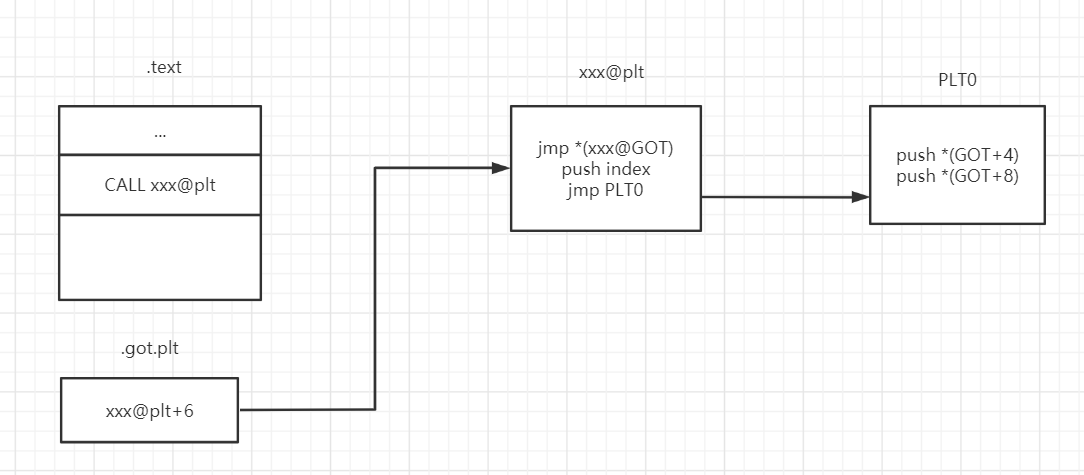 .text
...
CALL xxx@plt
.got.plt
xxx@plt+6
xxx@plt
jmp *(xxx@GOT)
push index
jmp PLT0
PLT0
push *(GOT+4)
push *(GOT+8)